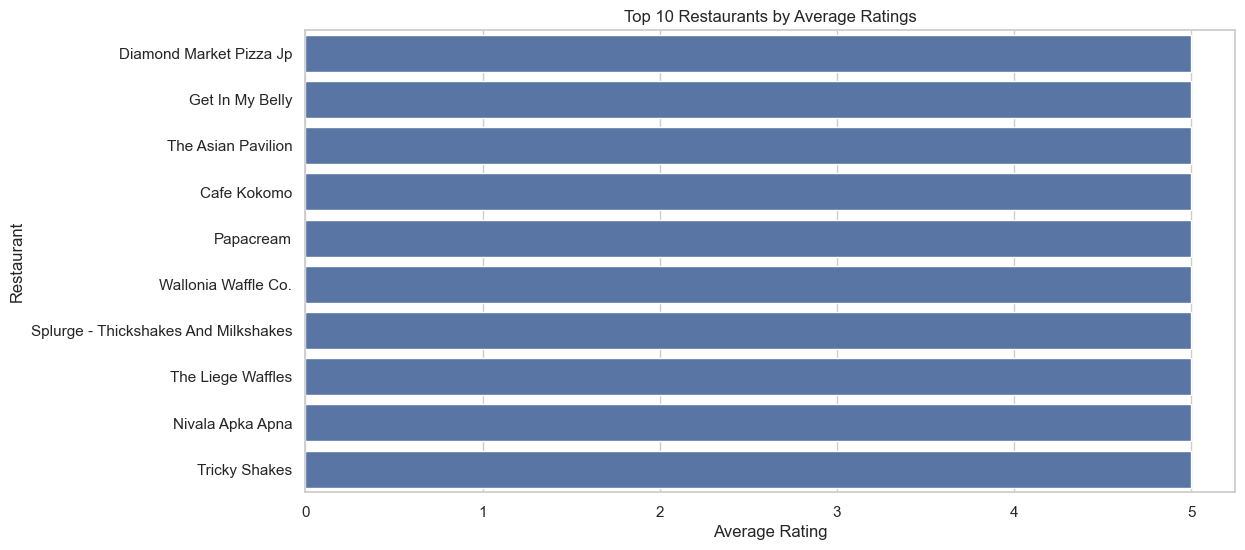 Top 10 Restaurants by Average Ratings
Restaurant
Diamond Market Pizza Jp
Get In My Belly
The Asian Pavilion
Cafe Kokomo
Papacream
Wallonia Waffle Co.
Splurge - Thickshakes And Milkshakes
The Liege Waffles
Nivala Apka Apna
Tricky Shakes
0 1 2 3 4 5
Average Rating